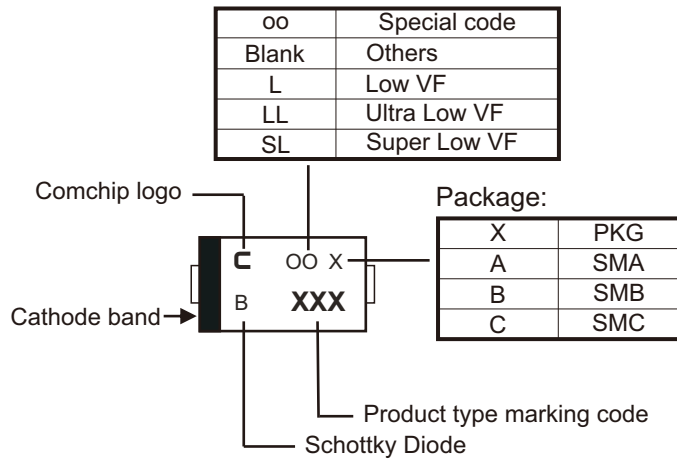 oo Special code
Blank Others
L Low VF
LL Ultra Low VF
SL Super Low VF
Comchip logo
Package:
X PKG
A SMA
B SMB
C SMC
C OO X
B XXX
Cathode band
Product type marking code
Schottky Diode